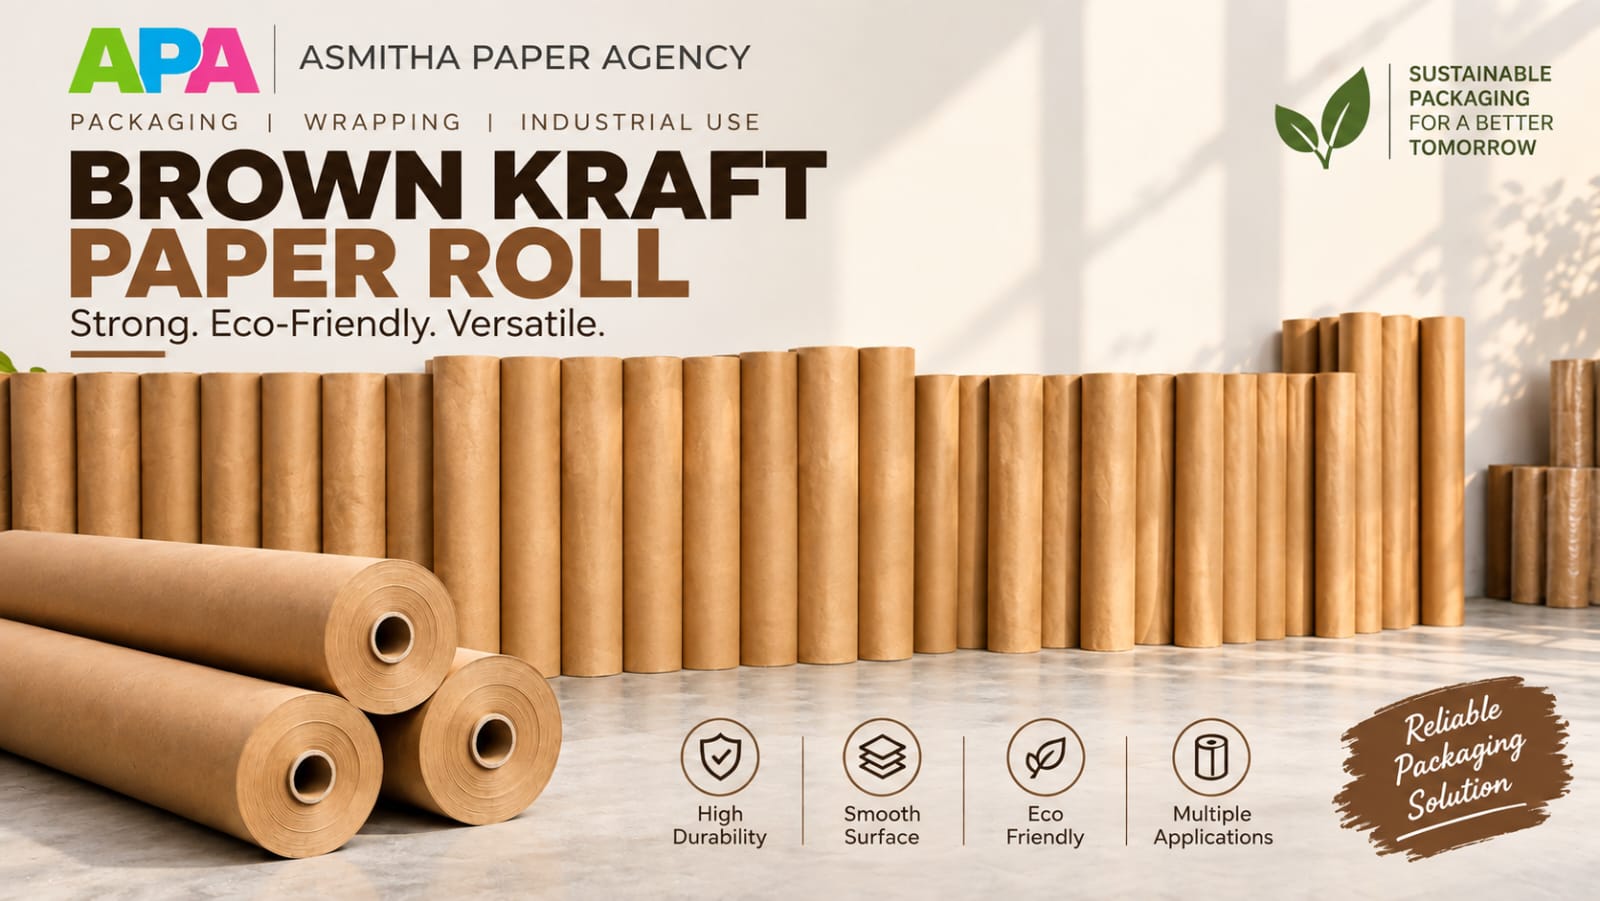 APA | ASMITHA PAPER AGENCY
PACKAGING | WRAPPING | INDUSTRIAL USE
BROWN KRAFT
PAPER ROLL
Strong. Eco-Friendly. Versatile.
SUSTAINABLE
PACKAGING
FOR A BETTER
TOMORROW
High
Durability
Smooth
Surface
Eco
Friendly
Multiple
Applications
Reliable
Packaging
Solution